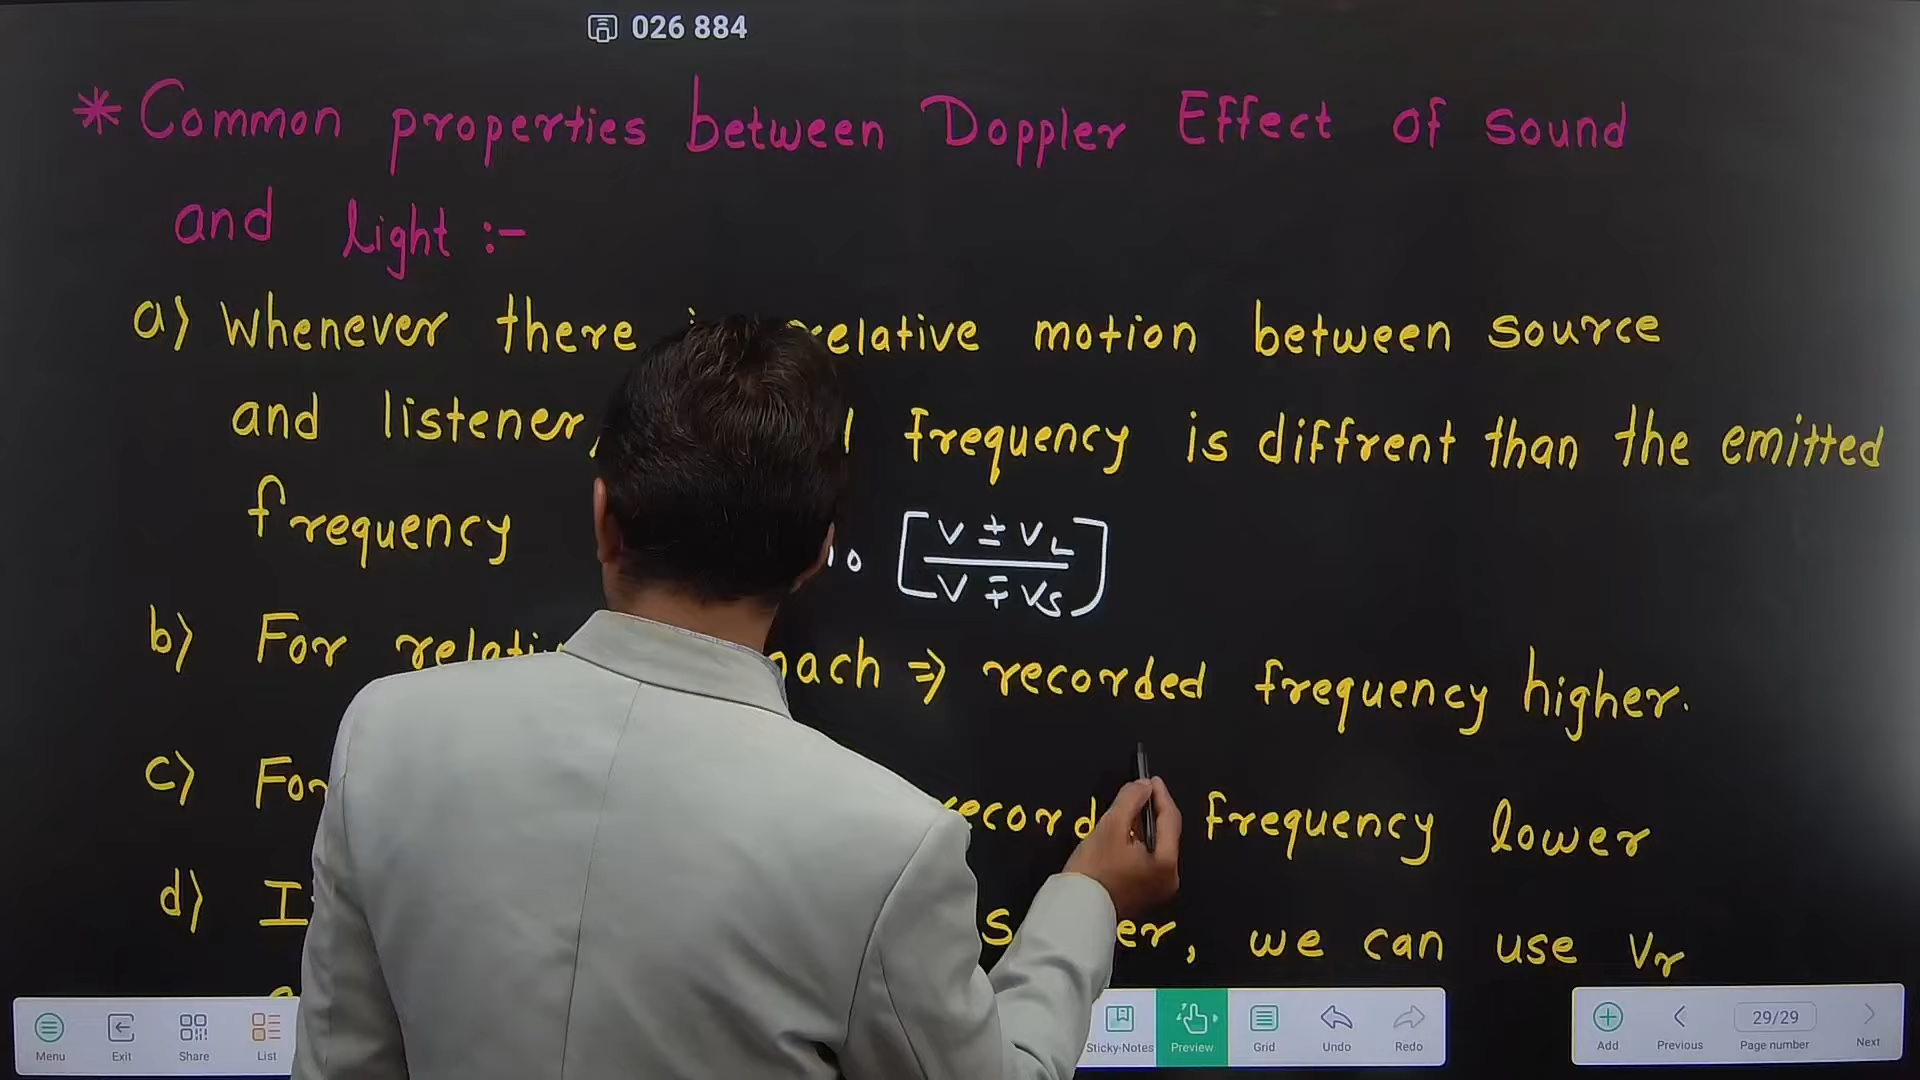 026 884
* Common properties between Doppler Effect of sound
and light :-
a) Whenever there relative motion between source
and listener, frequency is diffrent than the emitted
frequency [V ± VL / V ∓ VS]
b) For ⇒ recorded frequency higher.
c) For frequency lower
d) we can use Vr
Menu Exit Share List Sticky-Notes Preview Grid Undo Redo Add Previous 29/29 Page number Next